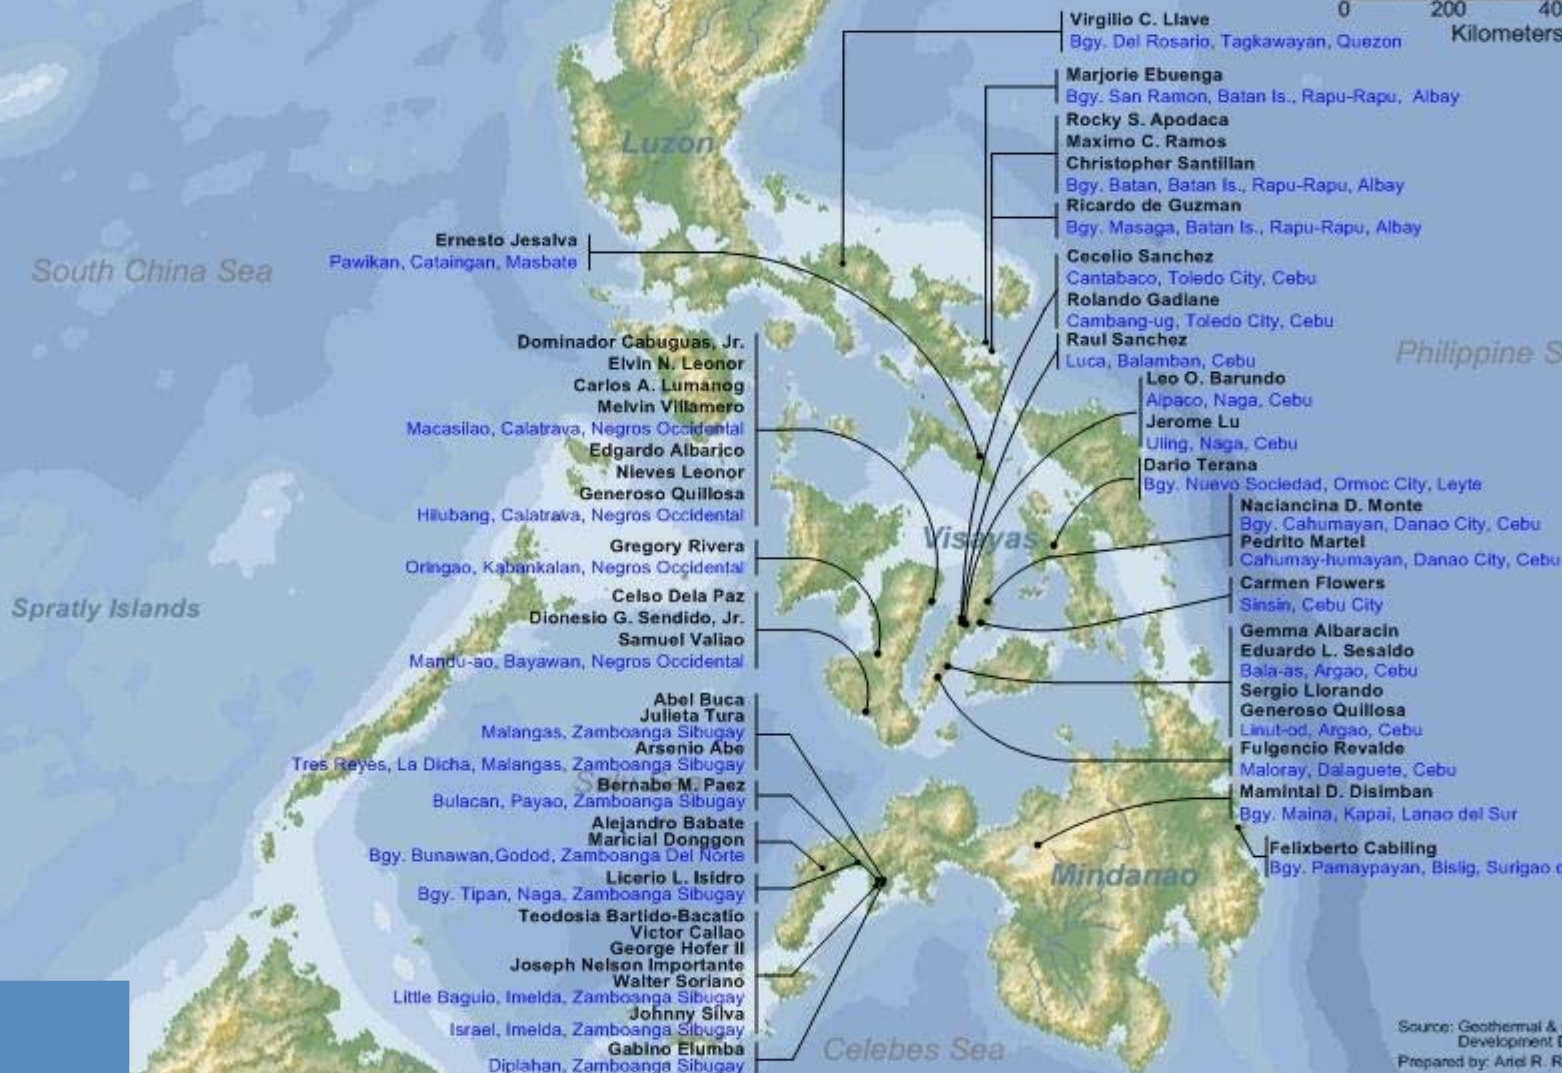 0 200 40
Kilometers
Virgilio C. Llave
Bgy. Del Rosario, Tagkawayan, Quezon
Marjorie Ebuenga
Bgy. San Ramon, Batan Is., Rapu-Rapu, Albay
Rocky S. Apodaca
Maximo C. Ramos
Christopher Santillan
Bgy. Batan, Batan Is., Rapu-Rapu, Albay
Ricardo de Guzman
Bgy. Masaga, Batan Is., Rapu-Rapu, Albay
Cecelio Sanchez
Cantabaco, Toledo City, Cebu
Rolando Gadiane
Cambang-ug, Toledo City, Cebu
Raul Sanchez
Luca, Balamban, Cebu
Leo O. Barundo
Alpaco, Naga, Cebu
Jerome Lu
Uling, Naga, Cebu
Dario Terana
Bgy. Nuevo Sociedad, Ormoc City, Leyte
Naciancina D. Monte
Bgy. Cahumayan, Danao City, Cebu
Pedrito Martel
Cahumay-humayan, Danao City, Cebu
Carmen Flowers
Sinsin, Cebu City
Gemma Albaracin
Eduardo L. Sesaldo
Bala-as, Argao, Cebu
Sergio Llorando
Generoso Quillosa
Linut-od, Argao, Cebu
Fulgencio Revalde
Maloray, Dalaguete, Cebu
Mamintal D. Disimban
Bgy. Maina, Kapai, Lanao del Sur
Felixberto Cabiling
Bgy. Pamaypayan, Bislig, Surigao d
Luzon
South China Sea
Philippine S
Visayas
Spratly Islands
Mindanao
Celebes Sea
Ernesto Jesalva
Pawikan, Cataingan, Masbate
Dominador Cabuguas, Jr.
Elvin N. Leonor
Carlos A. Lumanog
Melvin Villamero
Macasilao, Calatrava, Negros Occidental
Edgardo Albarico
Nieves Leonor
Generoso Quillosa
Hilubang, Calatrava, Negros Occidental
Gregory Rivera
Oringao, Kabankalan, Negros Occidental
Celso Dela Paz
Dionesio G. Sendido, Jr.
Samuel Valiao
Mandu-ao, Bayawan, Negros Occidental
Abel Buca
Julieta Tura
Malangas, Zamboanga Sibugay
Arsenio Abe
Tres Reyes, La Dicha, Malangas, Zamboanga Sibugay
Bernabe M. Paez
Bulacan, Payao, Zamboanga Sibugay
Alejandro Babate
Maricial Donggon
Bgy. Bunawan,Godod, Zamboanga Del Norte
Licerio L. Isidro
Bgy. Tipan, Naga, Zamboanga Sibugay
Teodosia Bartido-Bacatio
Victor Callao
George Hofer II
Joseph Nelson Importante
Walter Soriano
Little Baguio, Imelda, Zamboanga Sibugay
Johnny Silva
Israel, Imelda, Zamboanga Sibugay
Gabino Elumba
Diplahan, Zamboanga Sibugay
Source: Geothermal &
Development D
Prepared by: Ariel R. R